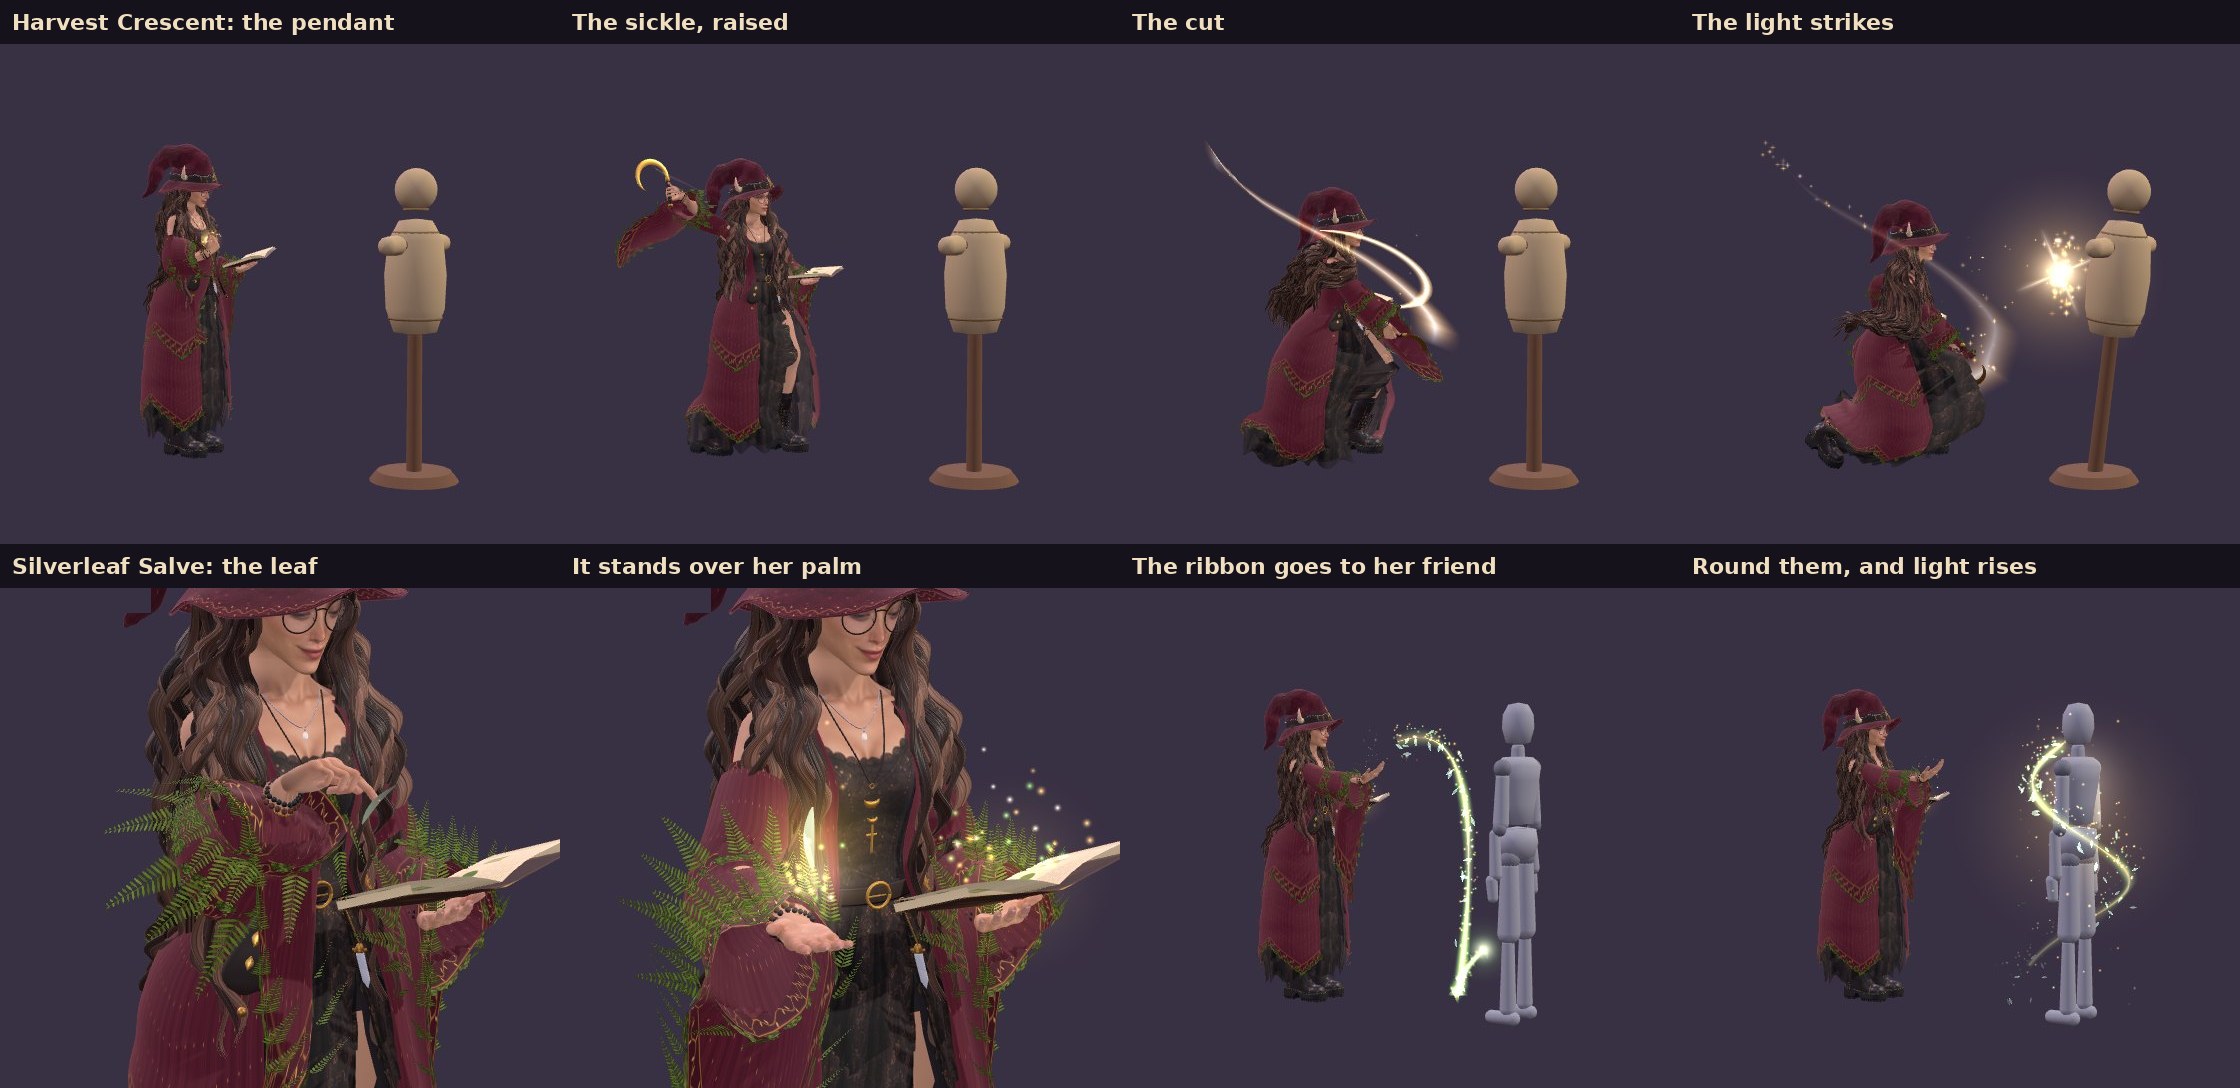 Harvest Crescent: the pendant
The sickle, raised
The cut
The light strikes
Silverleaf Salve: the leaf
It stands over her palm
The ribbon goes to her friend
Round them, and light rises